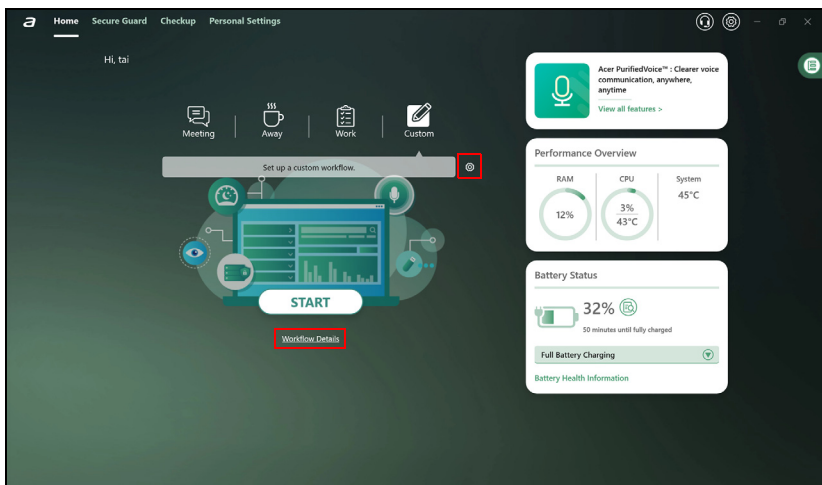 a Home Secure Guard Checkup Personal Settings
Hi, tai
Meeting Away Work Custom
Set up a custom workflow.
START
Workflow Details
Acer PurifiedVoice™ : Clearer voice
communication, anywhere,
anytime
View all features >
Performance Overview
RAM CPU System
12%
3%
43°C
45°C
Battery Status
32%
50 minutes until fully charged
Full Battery Charging
Battery Health Information